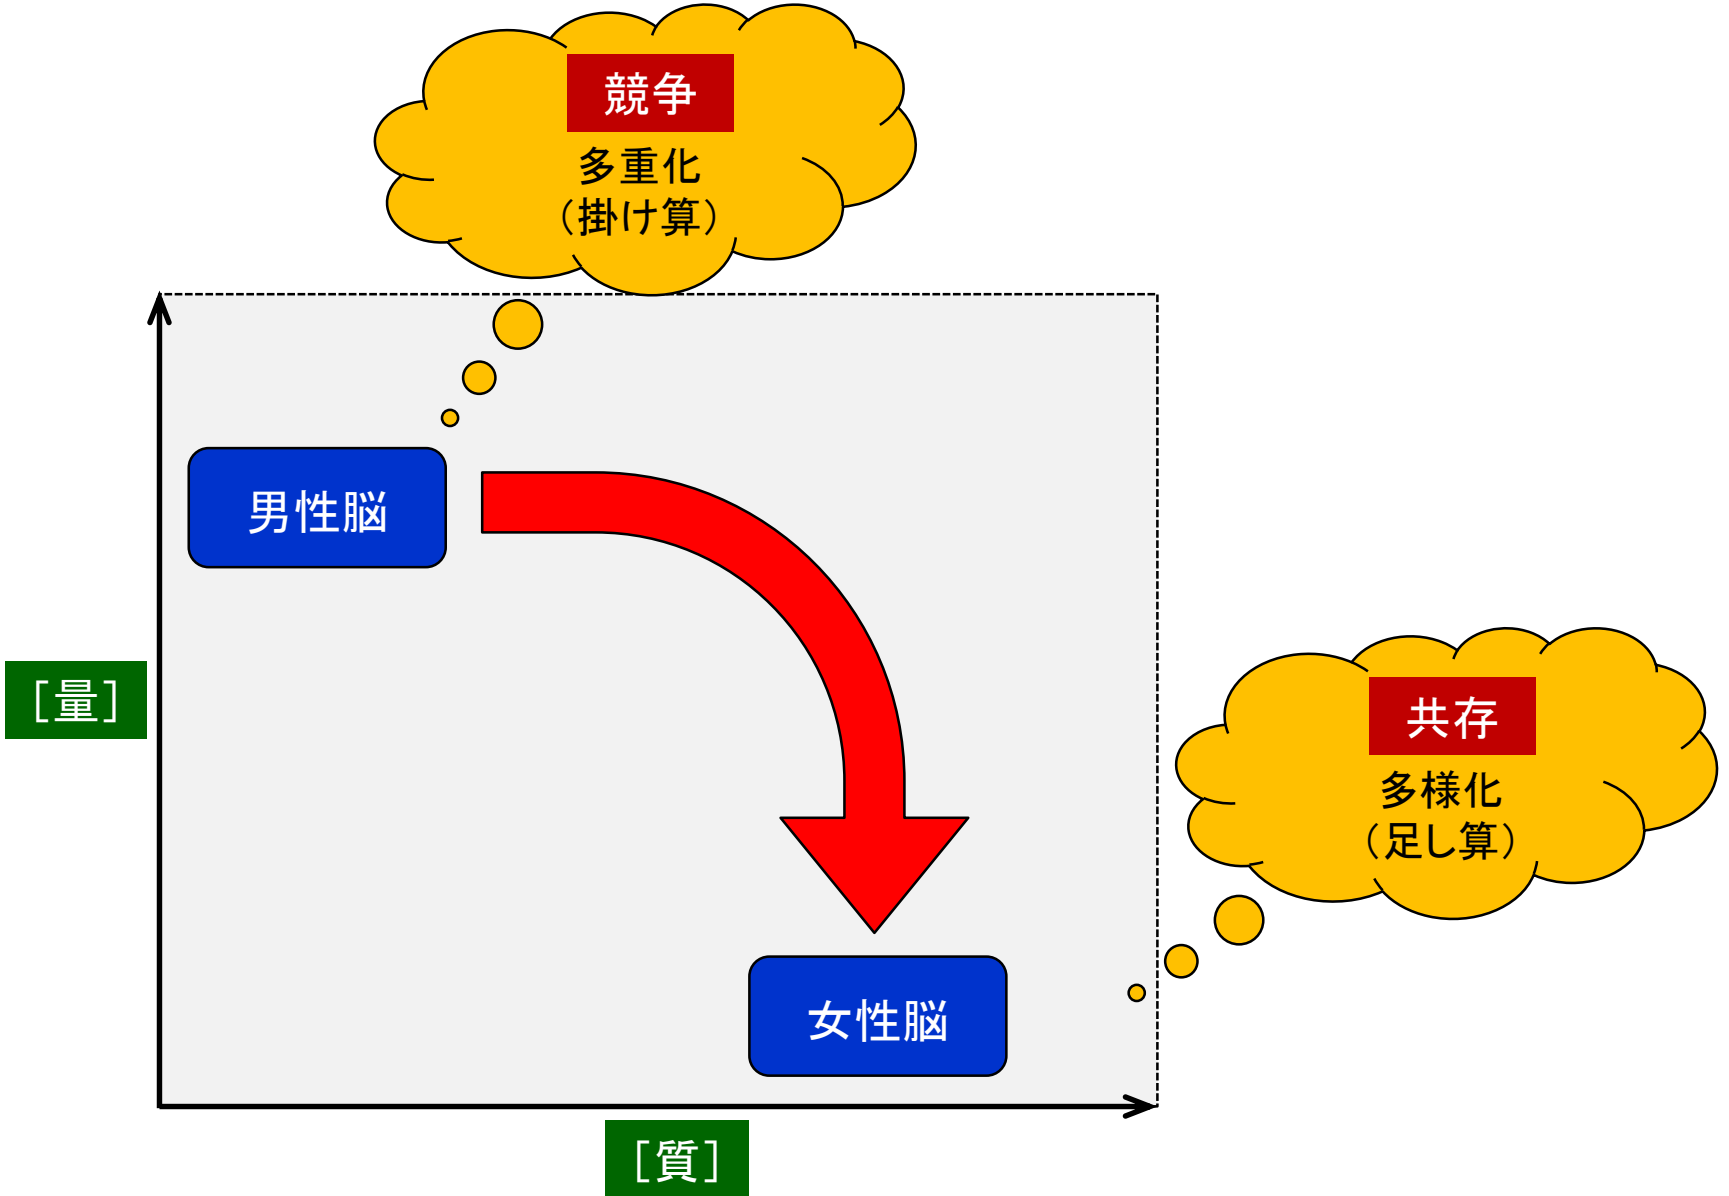 競争
多重化
（掛け算）
男性脳
［量］
共存
多様化
（足し算）
女性脳
［質］